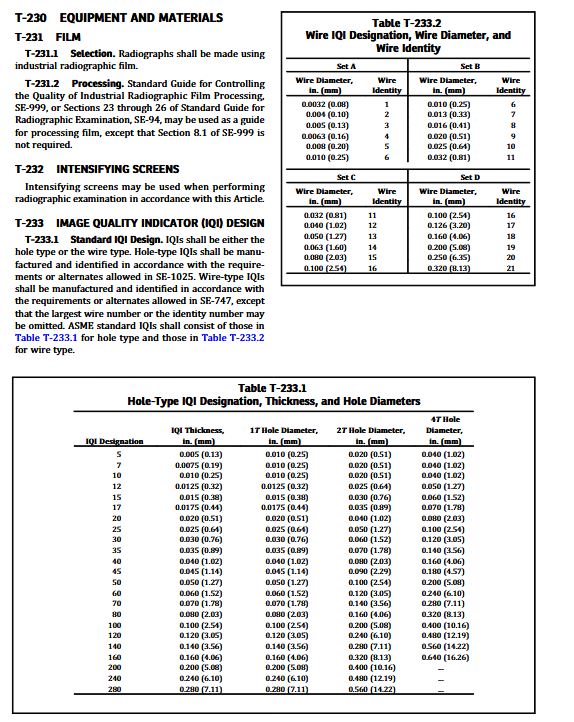 T-230 EQUIPMENT AND MATERIALS
T-231 FILM
T-231.1 Selection. Radiographs shall be made using
industrial radiographic film.
T-231.2 Processing. Standard Guide for Controlling
the Quality of Industrial Radiographic Film Processing,
SE-999, or Sections 23 through 26 of Standard Guide for
Radiographic Examination, SE-94, may be used as a guide
for processing film, except that Section 8.1 of SE-999 is
not required.
T-232 INTENSIFYING SCREENS
Intensifying screens may be used when performing
radiographic examination in accordance with this Article.
T-233 IMAGE QUALITY INDICATOR (IQI) DESIGN
T-233.1 Standard IQI Design. IQIs shall be either the
hole type or the wire type. Hole-type IQIs shall be manu-
factured and identified in accordance with the require-
ments or alternates allowed in SE-1025. Wire-type IQIs
shall be manufactured and identified in accordance with
the requirements or alternates allowed in SE-747, except
that the largest wire number or the identity number may
be omitted. ASME standard IQIs shall consist of those in
Table T-233.1 for hole type and those in Table T-233.2
for wire type.
Table T-233.2
Wire IQI Designation, Wire Diameter, and
Wire Identity
Set A Set B
Wire Diameter, Wire Wire Diameter, Wire
in. (mm) Identity in. (mm) Identity
0.0032 (0.08) 1 0.010 (0.25) 6
0.004 (0.10) 2 0.013 (0.33) 7
0.005 (0.13) 3 0.016 (0.41) 8
0.0063 (0.16) 4 0.020 (0.51) 9
0.008 (0.20) 5 0.025 (0.64) 10
0.010 (0.25) 6 0.032 (0.81) 11
Set C Set D
Wire Diameter, Wire Wire Diameter, Wire
in. (mm) Identity in. (mm) Identity
0.032 (0.81) 11 0.100 (2.54) 16
0.040 (1.02) 12 0.126 (3.20) 17
0.050 (1.27) 13 0.160 (4.06) 18
0.063 (1.60) 14 0.200 (5.08) 19
0.080 (2.03) 15 0.250 (6.35) 20
0.100 (2.54) 16 0.320 (8.13) 21
Table T-233.1
Hole-Type IQI Designation, Thickness, and Hole Diameters
4T Hole
IQI Thickness, 1T Hole Diameter, 2T Hole Diameter, Diameter,
IQI Designation in. (mm) in. (mm) in. (mm) in. (mm)
5 0.005 (0.13) 0.010 (0.25) 0.020 (0.51) 0.040 (1.02)
7 0.0075 (0.19) 0.010 (0.25) 0.020 (0.51) 0.040 (1.02)
10 0.010 (0.25) 0.010 (0.25) 0.020 (0.51) 0.040 (1.02)
12 0.0125 (0.32) 0.0125 (0.32) 0.025 (0.64) 0.050 (1.27)
15 0.015 (0.38) 0.015 (0.38) 0.030 (0.76) 0.060 (1.52)
17 0.0175 (0.44) 0.0175 (0.44) 0.035 (0.89) 0.070 (1.78)
20 0.020 (0.51) 0.020 (0.51) 0.040 (1.02) 0.080 (2.03)
25 0.025 (0.64) 0.025 (0.64) 0.050 (1.27) 0.100 (2.54)
30 0.030 (0.76) 0.030 (0.76) 0.060 (1.52) 0.120 (3.05)
35 0.035 (0.89) 0.035 (0.89) 0.070 (1.78) 0.140 (3.56)
40 0.040 (1.02) 0.040 (1.02) 0.080 (2.03) 0.160 (4.06)
45 0.045 (1.14) 0.045 (1.14) 0.090 (2.29) 0.180 (4.57)
50 0.050 (1.27) 0.050 (1.27) 0.100 (2.54) 0.200 (5.08)
60 0.060 (1.52) 0.060 (1.52) 0.120 (3.05) 0.240 (6.10)
70 0.070 (1.78) 0.070 (1.78) 0.140 (3.56) 0.280 (7.11)
80 0.080 (2.03) 0.080 (2.03) 0.160 (4.06) 0.320 (8.13)
100 0.100 (2.54) 0.100 (2.54) 0.200 (5.08) 0.400 (10.16)
120 0.120 (3.05) 0.120 (3.05) 0.240 (6.10) 0.480 (12.19)
140 0.140 (3.56) 0.140 (3.56) 0.280 (7.11) 0.560 (14.22)
160 0.160 (4.06) 0.160 (4.06) 0.320 (8.13) 0.640 (16.26)
200 0.200 (5.08) 0.200 (5.08) 0.400 (10.16) ...
240 0.240 (6.10) 0.240 (6.10) 0.480 (12.19) ...
280 0.280 (7.11) 0.280 (7.11) 0.560 (14.22) ...